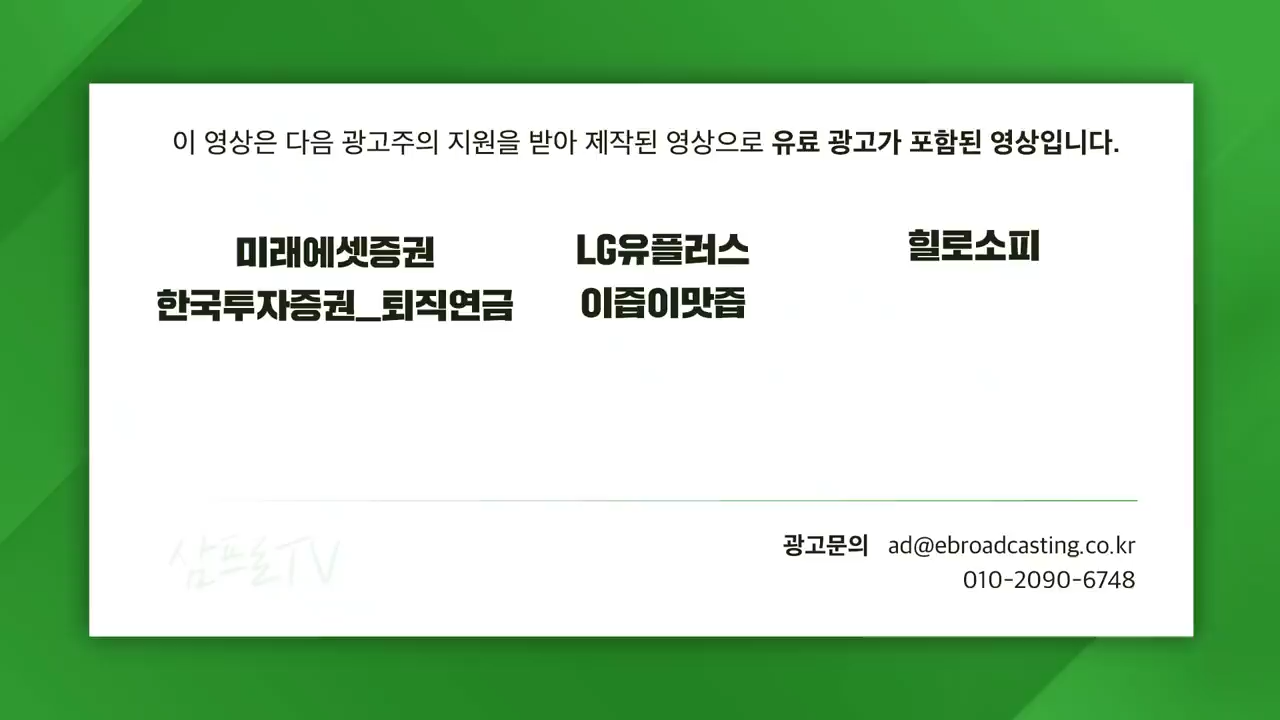 이 영상은 다음 광고주의 지원을 받아 제작된 영상으로 유료 광고가 포함된 영상입니다.
미래에셋증권 LG유플러스 힐로소피
한국투자증권_퇴직연금 이즙이맛즙
삼프로TV 광고문의 ad@ebroadcasting.co.kr
010-2090-6748